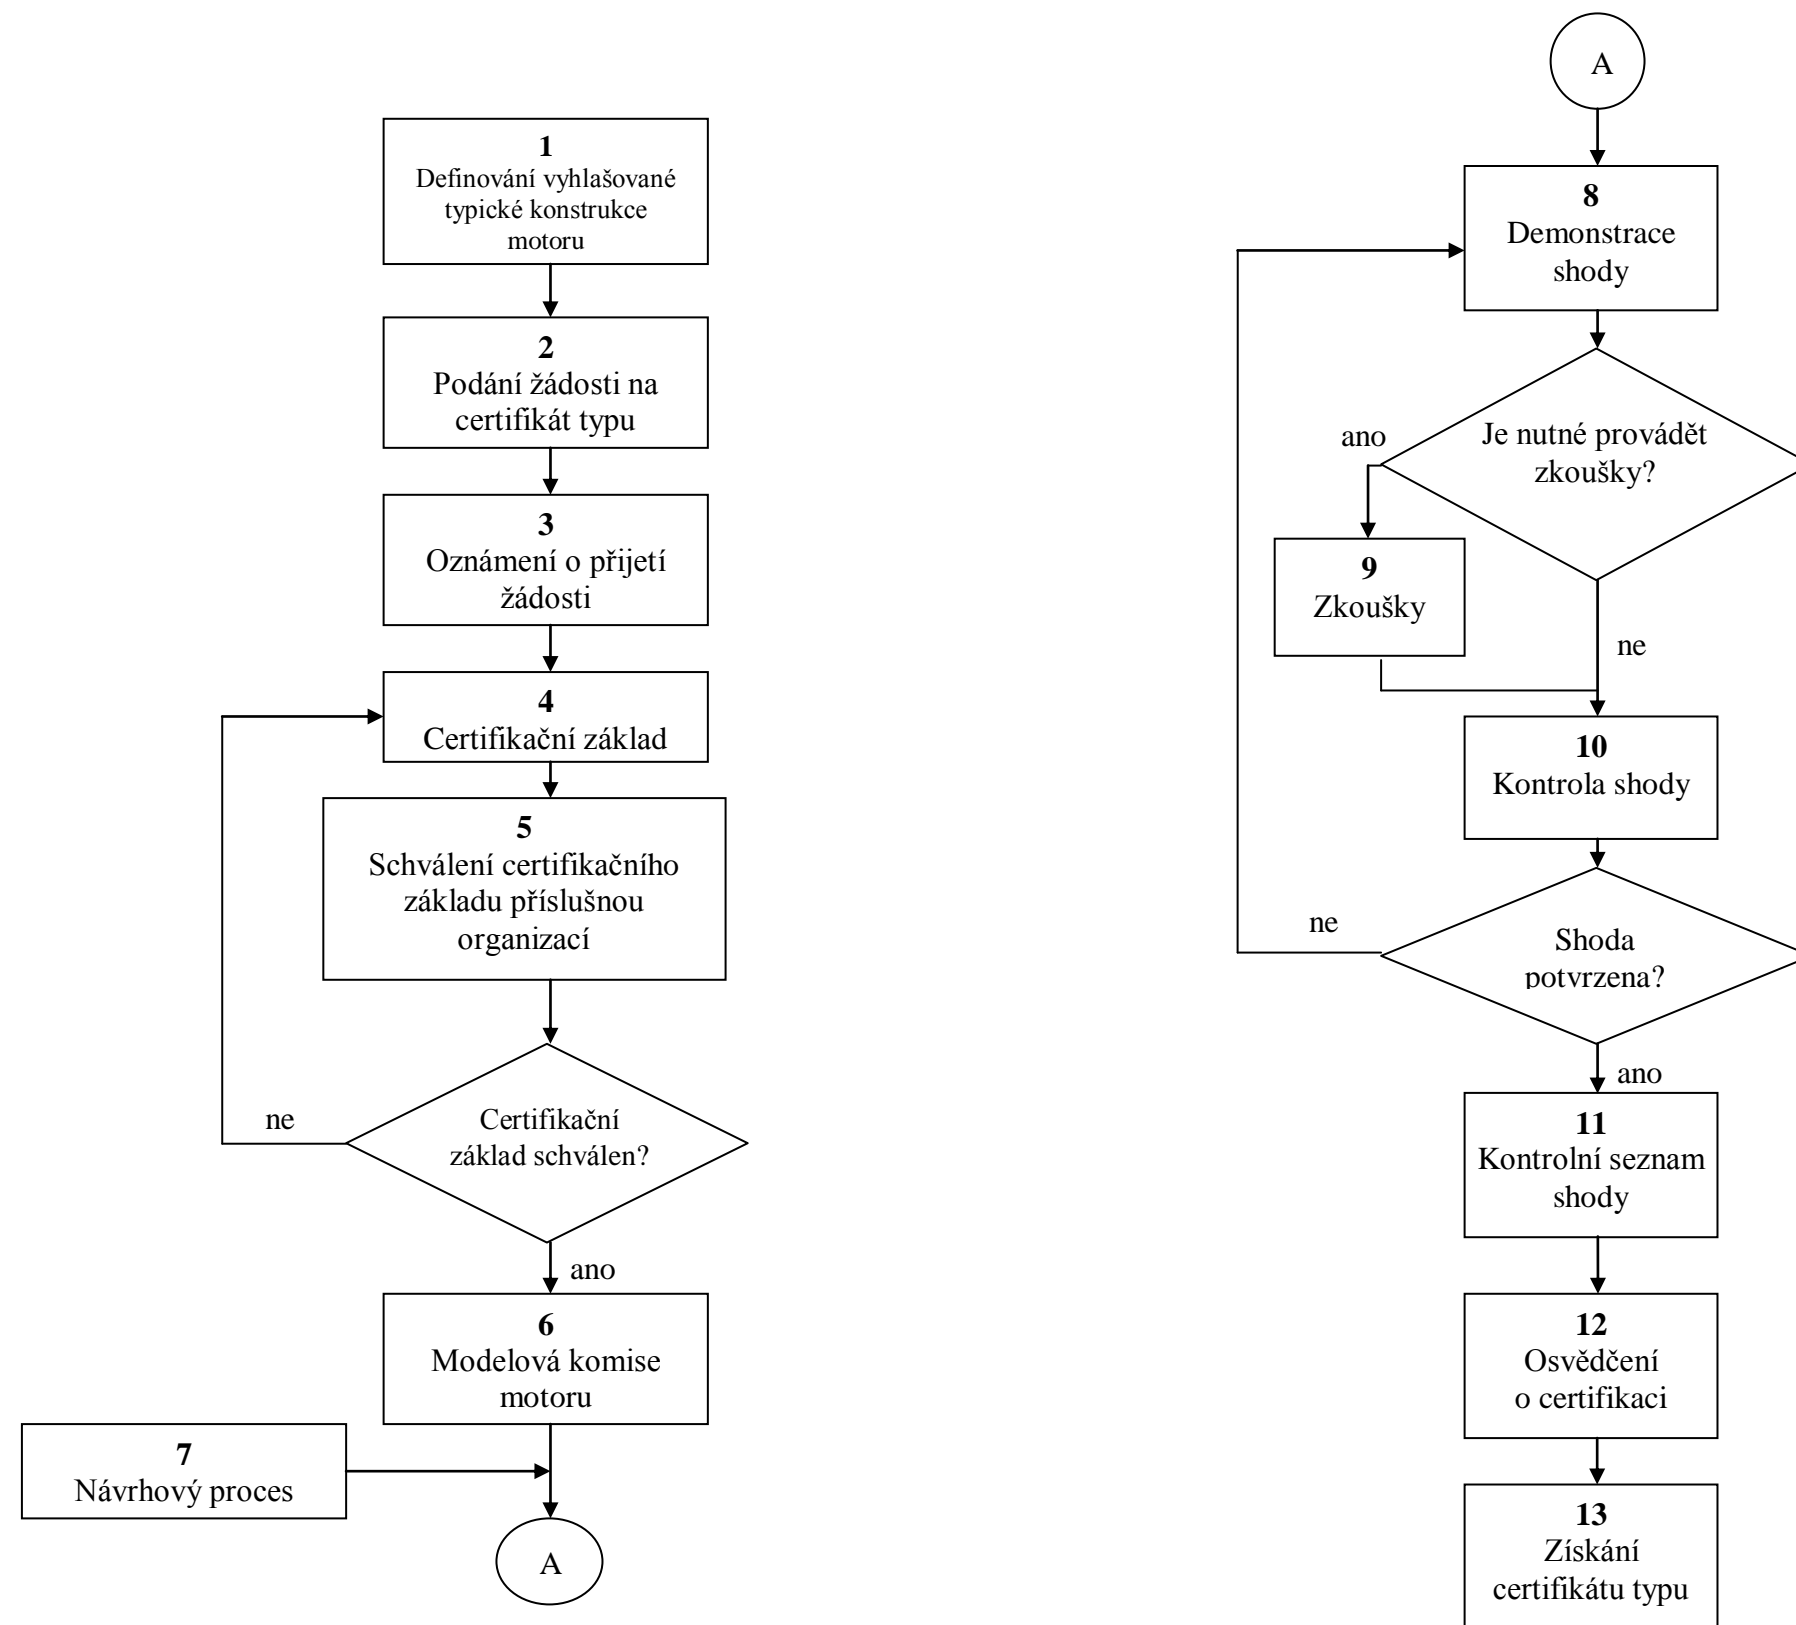 1
Definování vyhlašované
typické konstrukce
motoru
2
Podání žádosti na
certifikát typu
3
Oznámení o přijetí
žádosti
4
Certifikační základ
5
Schválení certifikačního
základu příslušnou
organizací
ne
Certifikační
základ schválen?
ano
6
Modelová komise
motoru
7
Návrhový proces
A
A
8
Demonstrace
shody
ano
Je nutné provádět
zkoušky?
9
Zkoušky
ne
10
Kontrola shody
ne
Shoda
potvrzena?
ano
11
Kontrolní seznam
shody
12
Osvědčení
o certifikaci
13
Získání
certifikátu typu